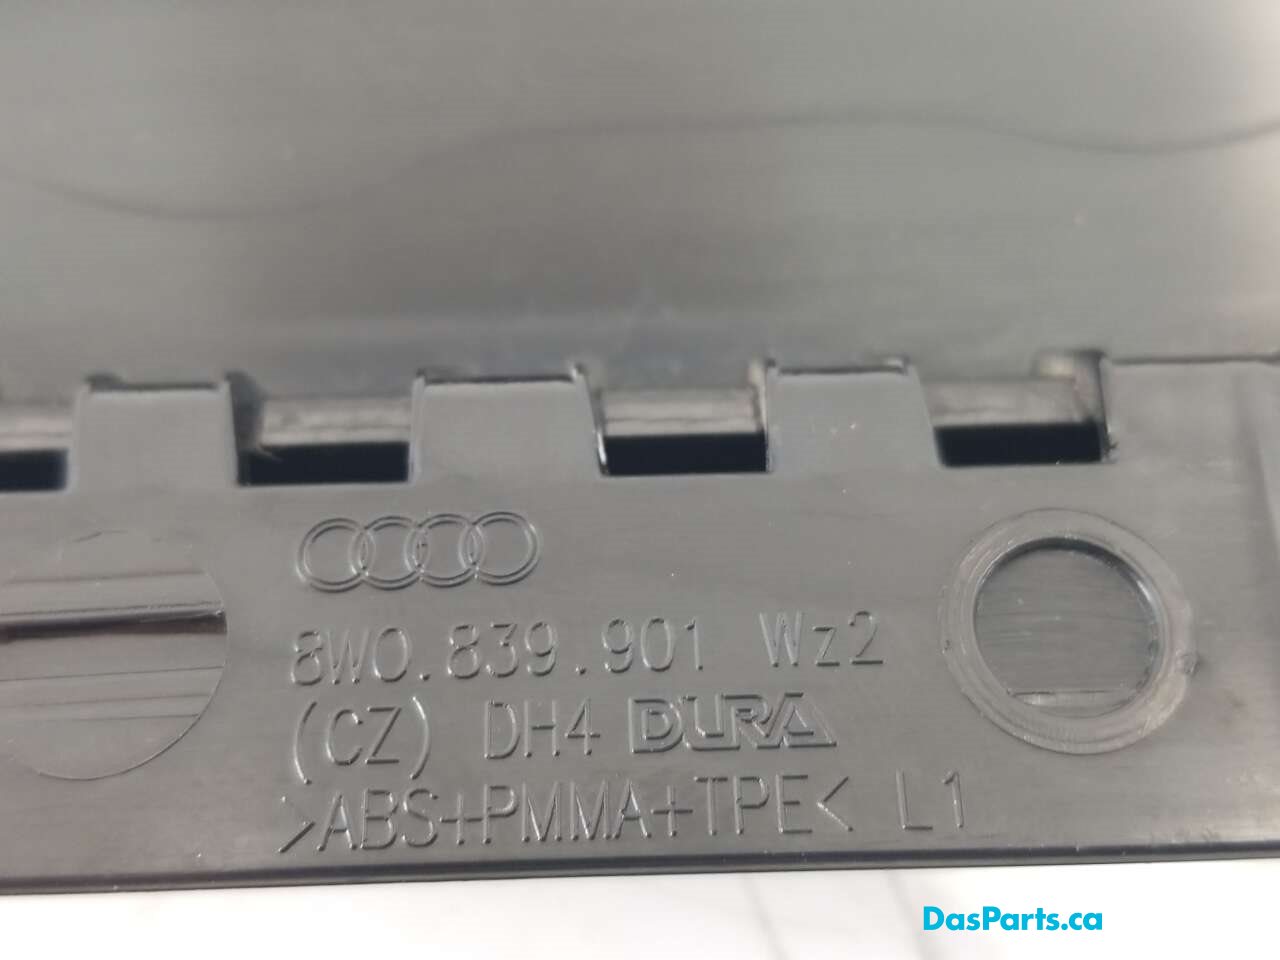 8W0.839.901 Wz2
(CZ) DH4 DURA
>ABS+PMMA+TPE< L1
DasParts.ca